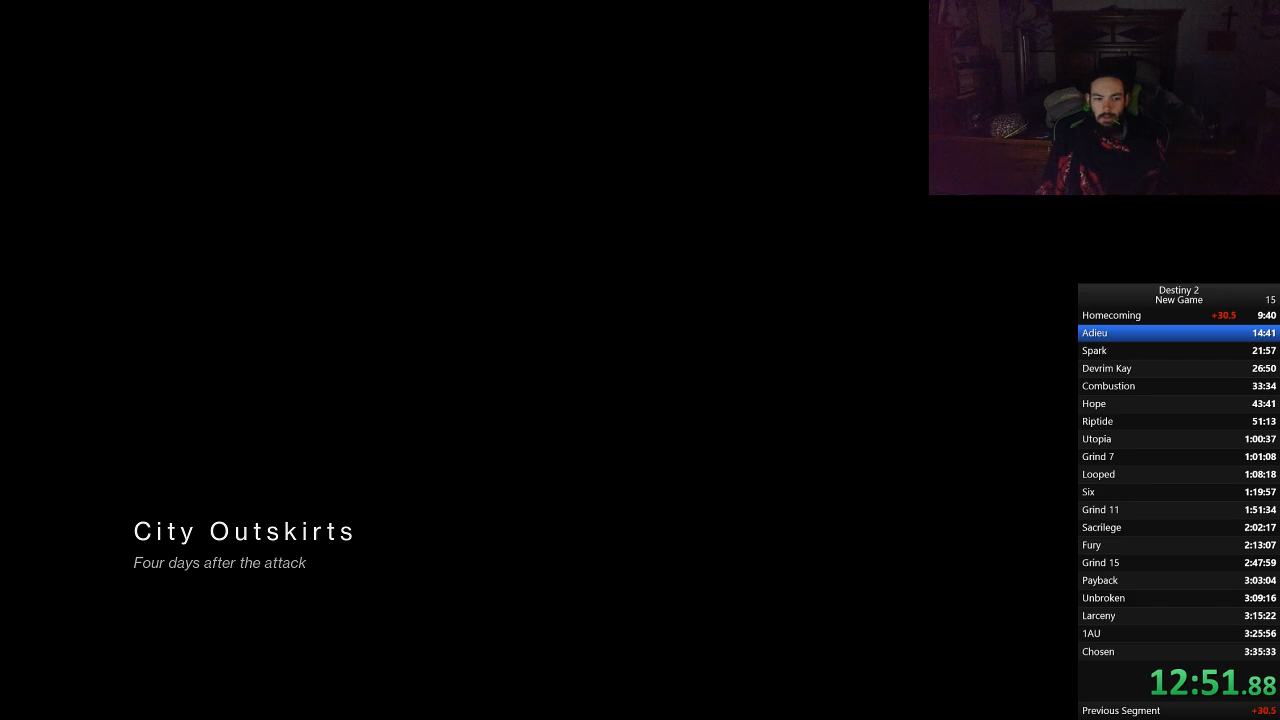 Destiny 2
New Game 15
Homecoming +30.5 9:40
Adieu 14:41
Spark 21:57
Devrim Kay 26:50
Combustion 33:34
Hope 43:41
Riptide 51:13
Utopia 1:00:37
Grind 7 1:01:08
Looped 1:08:18
Six 1:19:57
Grind 11 1:51:34
Sacrilege 2:02:17
Fury 2:13:07
Grind 15 2:47:59
Payback 3:03:04
Unbroken 3:09:16
Larceny 3:15:22
1AU 3:25:56
Chosen 3:35:33
12:51.88
Previous Segment +30.5
City Outskirts
Four days after the attack